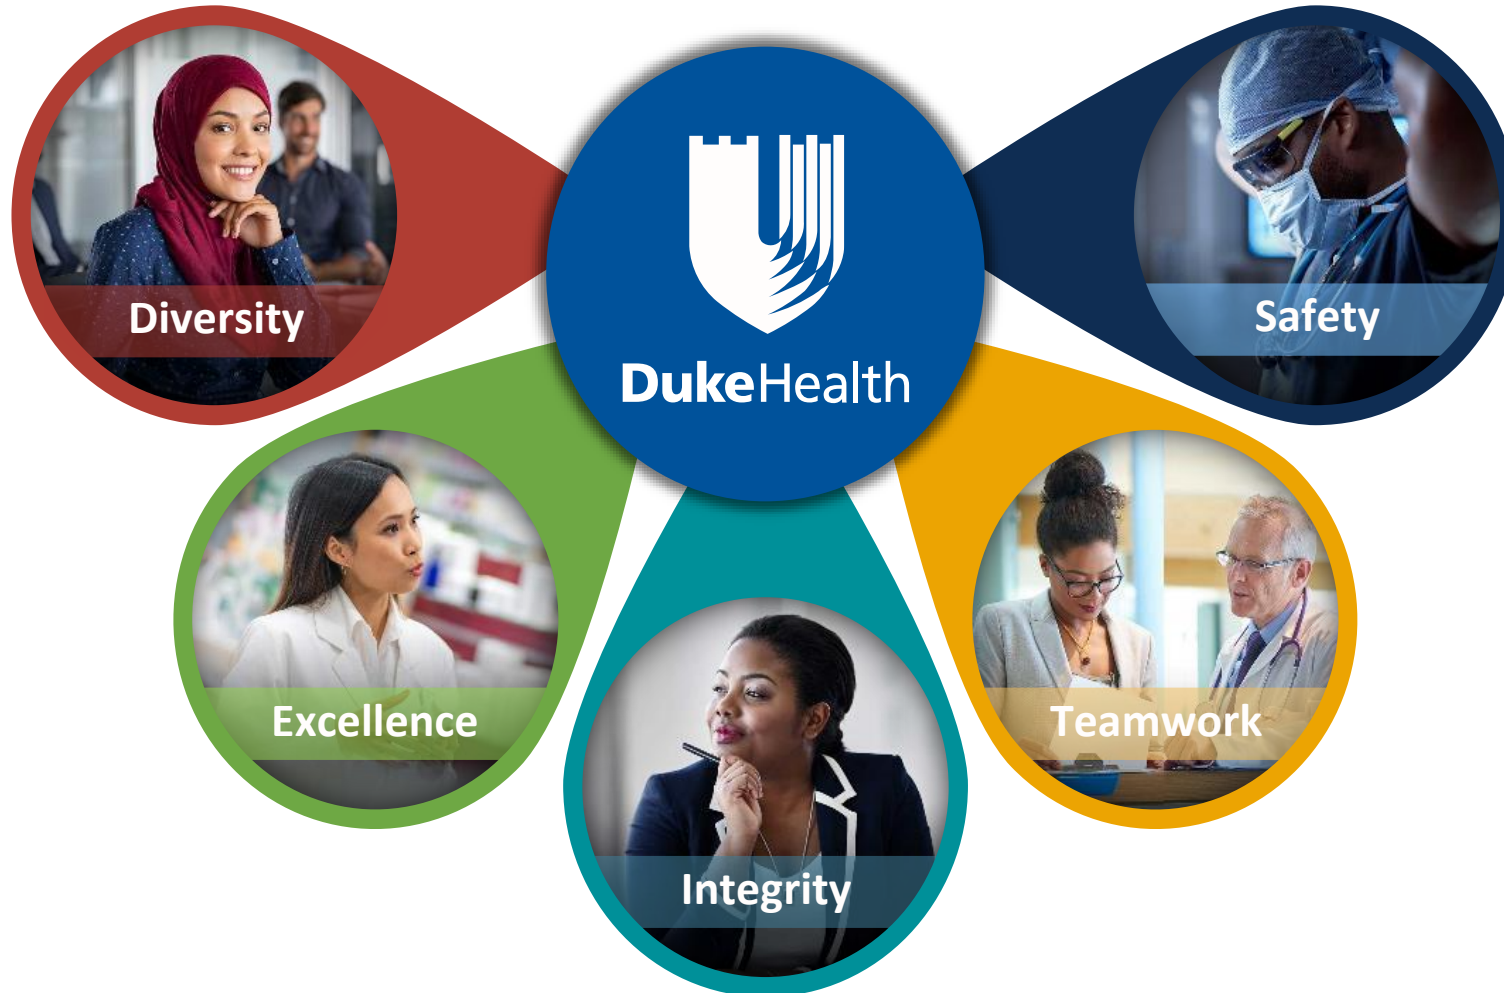 DukeHealth
Diversity
Excellence
Integrity
Teamwork
Safety